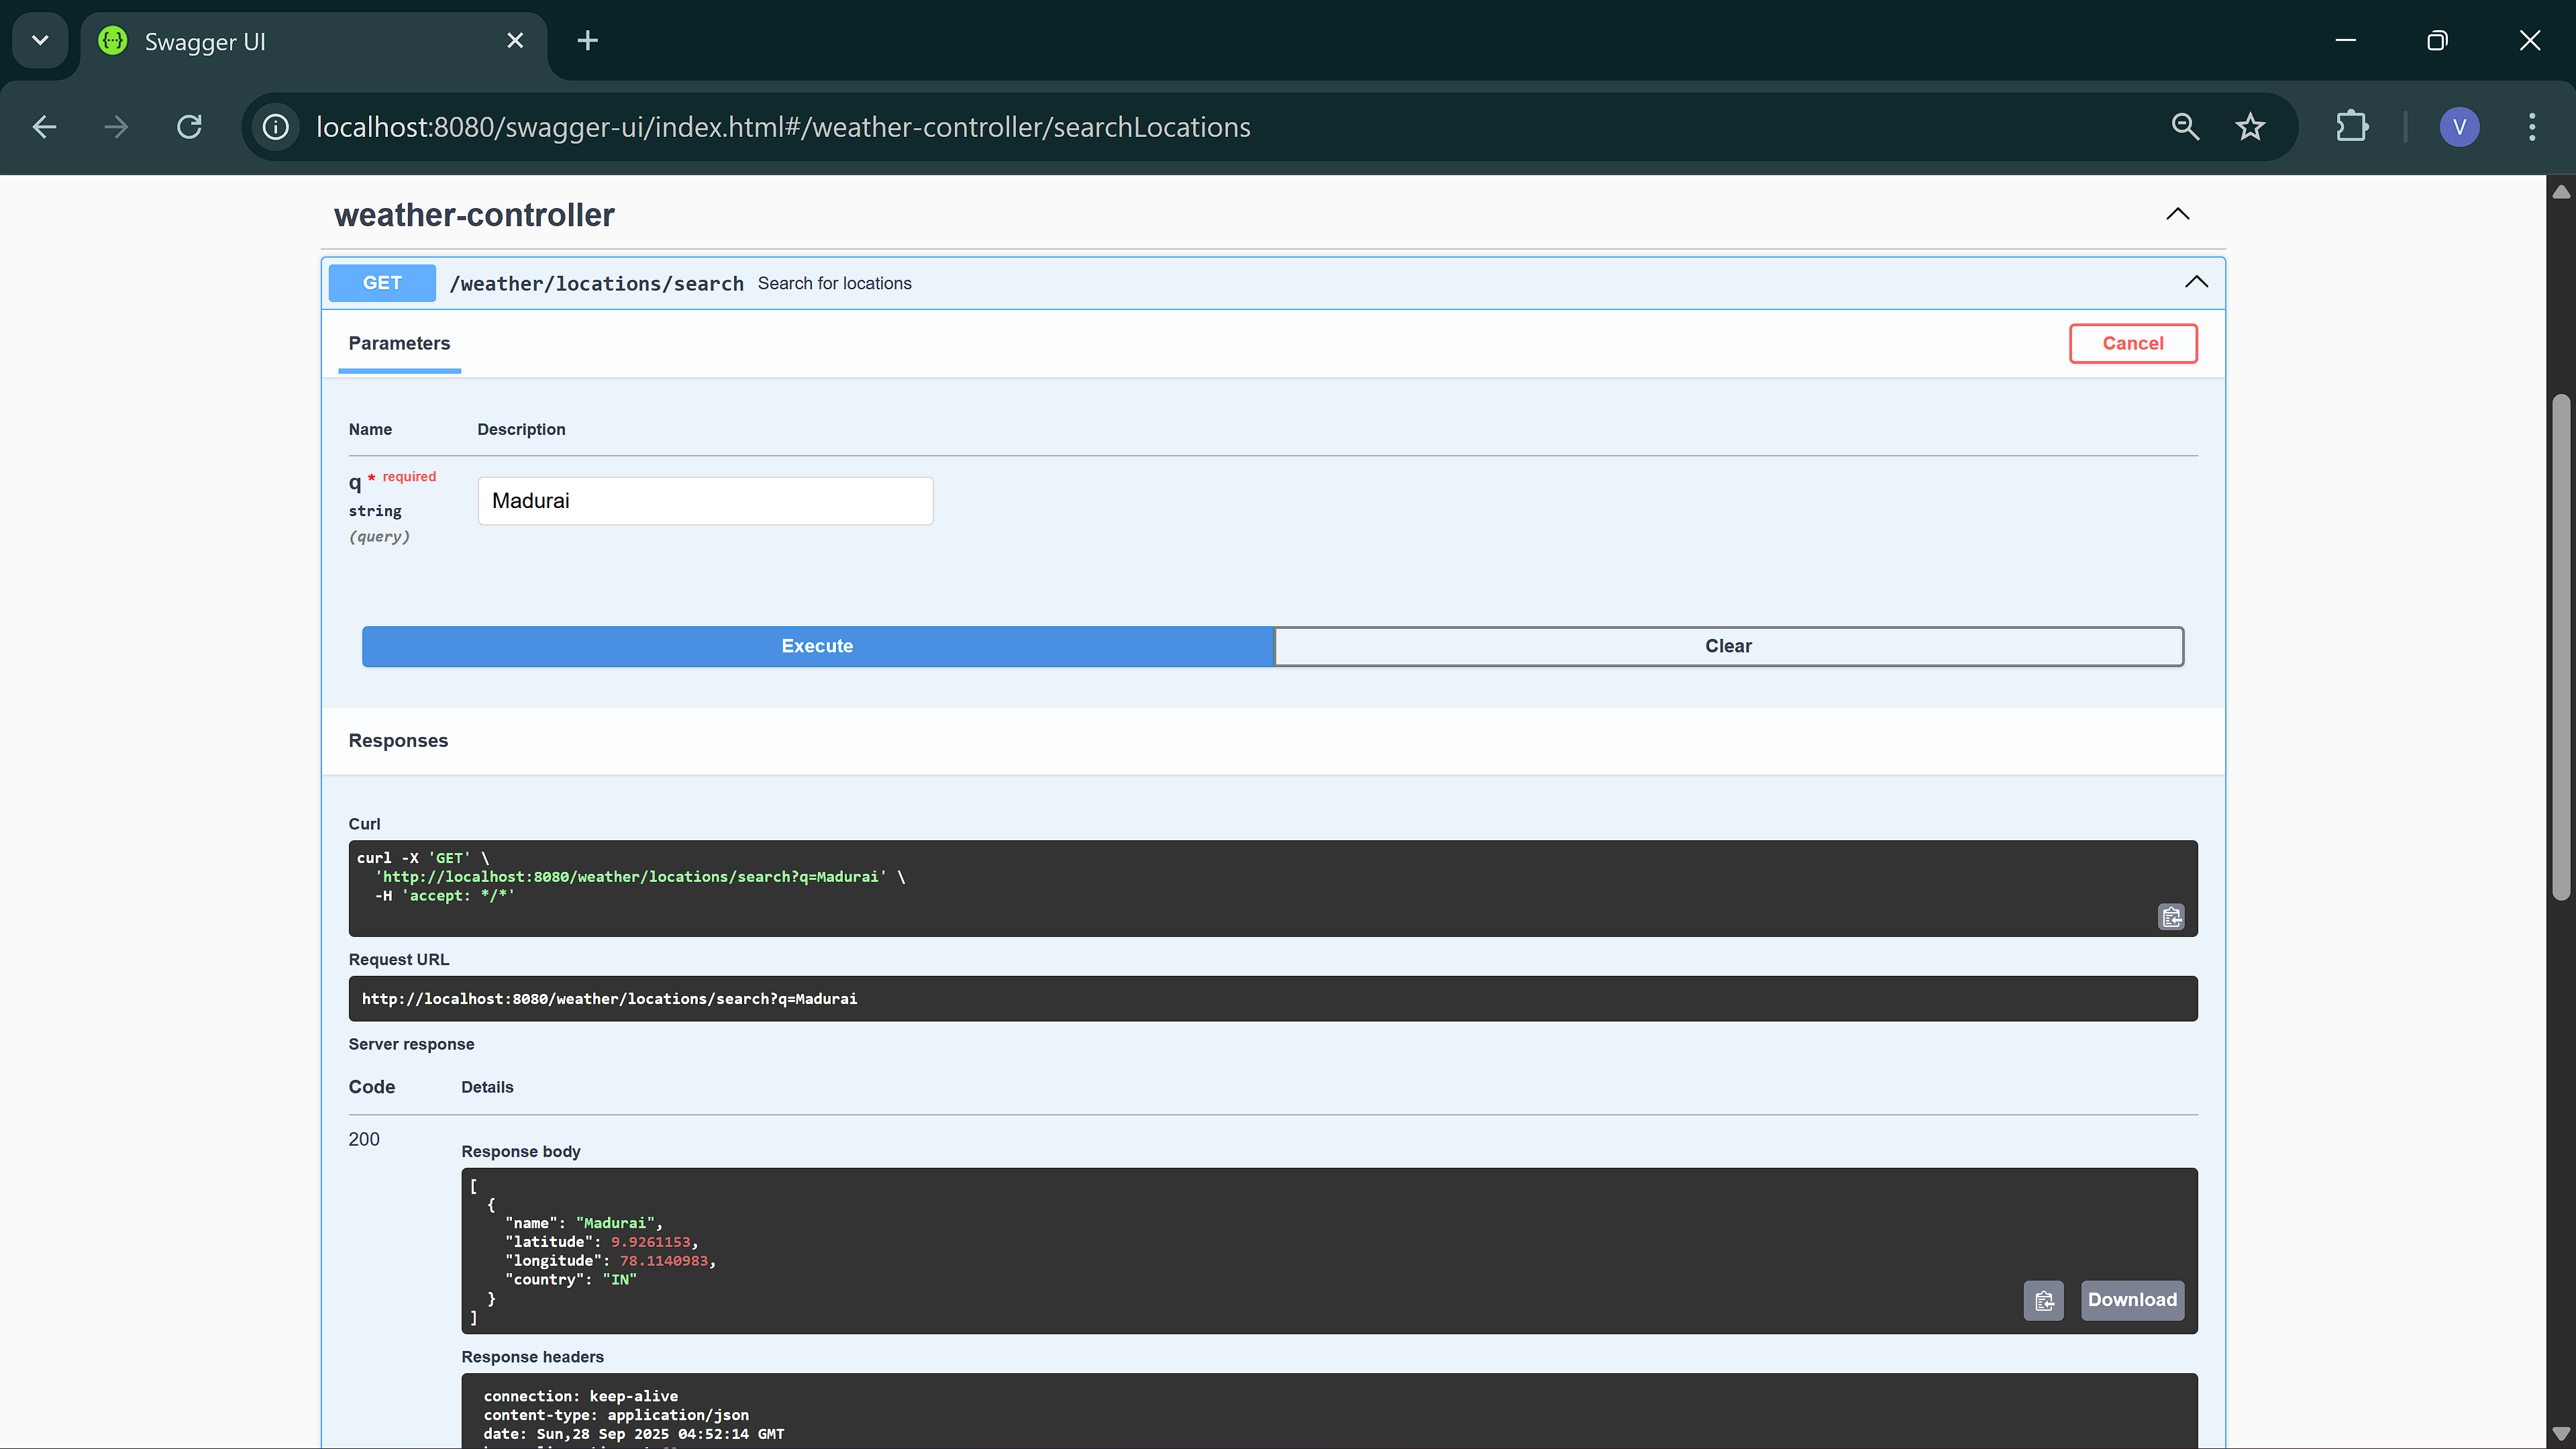 Swagger UI
localhost:8080/swagger-ui/index.html#/weather-controller/searchLocations
V
weather-controller
GET /weather/locations/search Search for locations
Parameters
Cancel
Name Description
q * required
string
(query)
Madurai
Execute Clear
Responses
Curl
curl -X 'GET' \
'http://localhost:8080/weather/locations/search?q=Madurai' \
-H 'accept: */*'
Request URL
http://localhost:8080/weather/locations/search?q=Madurai
Server response
Code Details
200
Response body
[
{
"name": "Madurai",
"latitude": 9.9261153,
"longitude": 78.1140983,
"country": "IN"
}
]
Download
Response headers
connection: keep-alive
content-type: application/json
date: Sun,28 Sep 2025 04:52:14 GMT